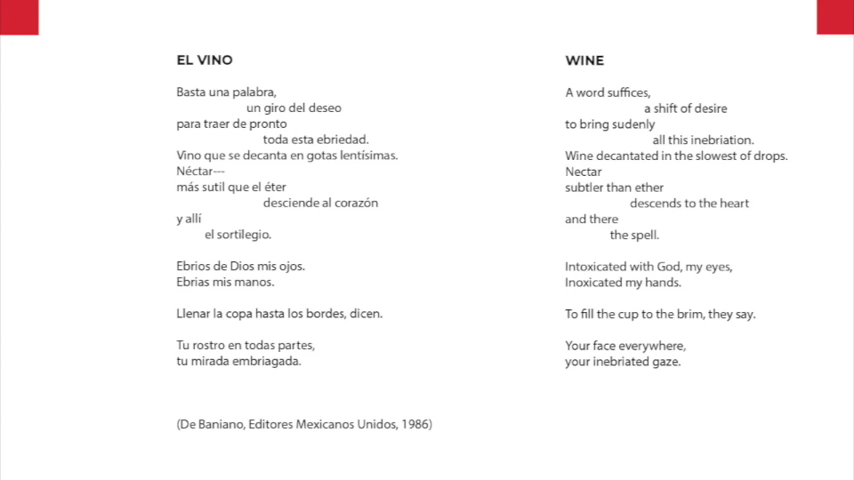 EL VINO
Basta una palabra,
un giro del deseo
para traer de pronto
toda esta ebriedad.
Vino que se decanta en gotas lentísimas.
Néctar---
más sutil que el éter
desciende al corazón
y allí
el sortilegio.
Ebrios de Dios mis ojos.
Ebrias mis manos.
Llenar la copa hasta los bordes, dicen.
Tu rostro en todas partes,
tu mirada embriagada.
(De Baniano, Editores Mexicanos Unidos, 1986)
WINE
A word suffices,
a shift of desire
to bring sudenly
all this inebriation.
Wine decantated in the slowest of drops.
Nectar
subtler than ether
descends to the heart
and there
the spell.
Intoxicated with God, my eyes,
Inoxicated my hands.
To fill the cup to the brim, they say.
Your face everywhere,
your inebriated gaze.